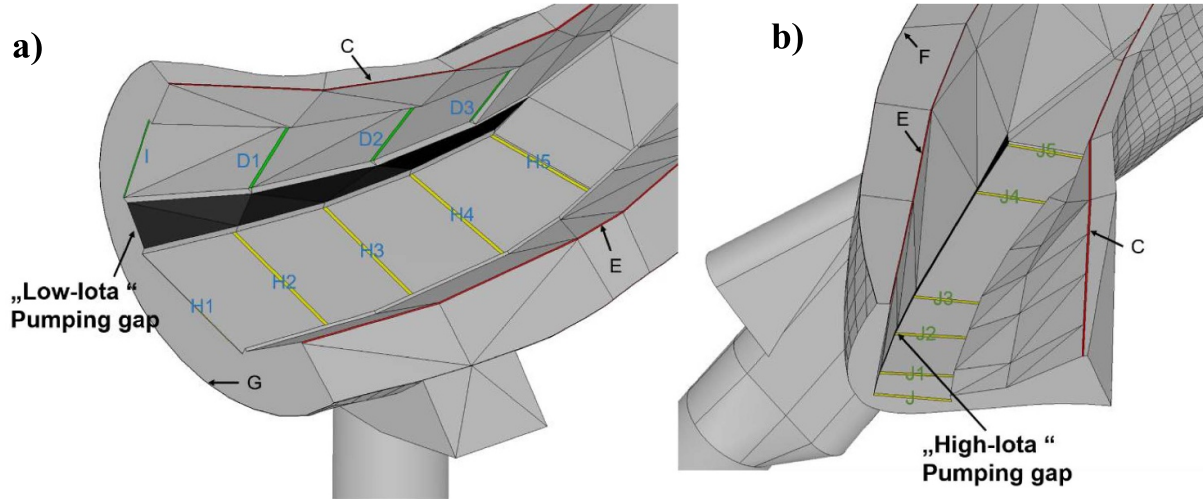 a)
C
D3
D2
D1
I
H5
H4
H3
H2
H1
E
G
„Low-Iota “
Pumping gap
b)
F
E
C
J5
J4
J3
J2
J1
J
„High-Iota “
Pumping gap